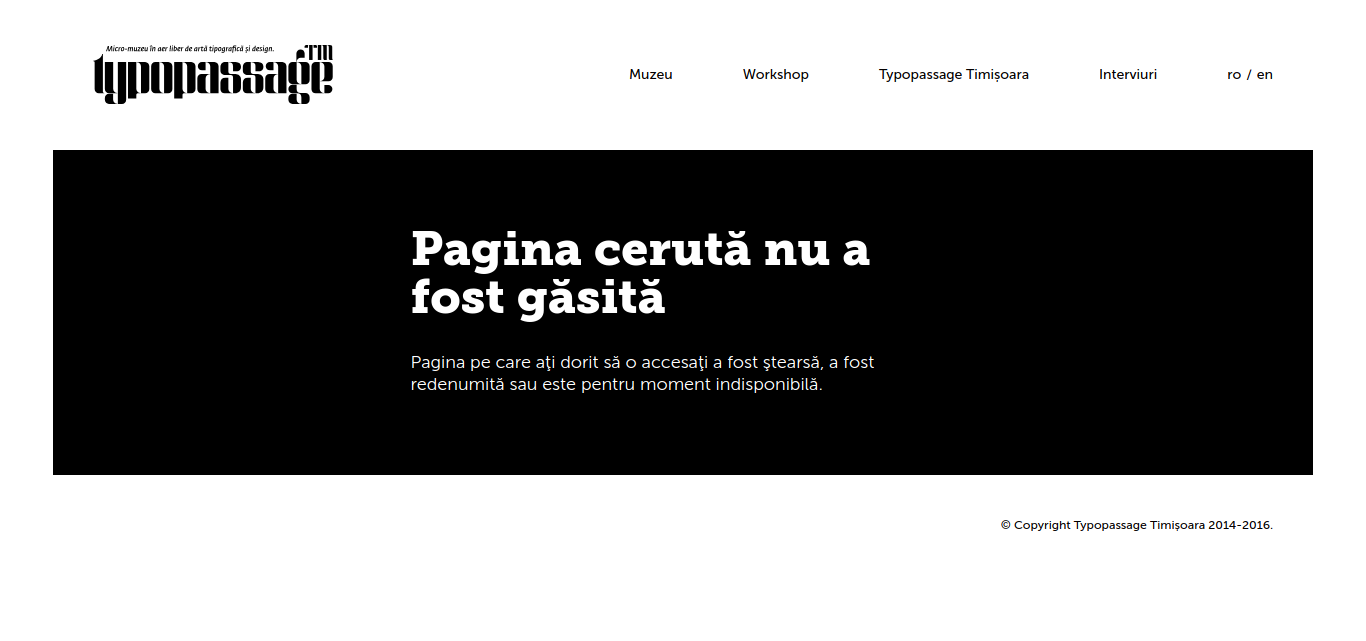 Micro-muzeu în aer liber de artă tipografică și design.
typopassage™
Muzeu
Workshop
Typopassage Timișoara
Interviuri
ro / en
Pagina cerută nu a
fost găsită
Pagina pe care aţi dorit să o accesaţi a fost ştearsă, a fost
redenumită sau este pentru moment indisponibilă.
© Copyright Typopassage Timișoara 2014-2016.